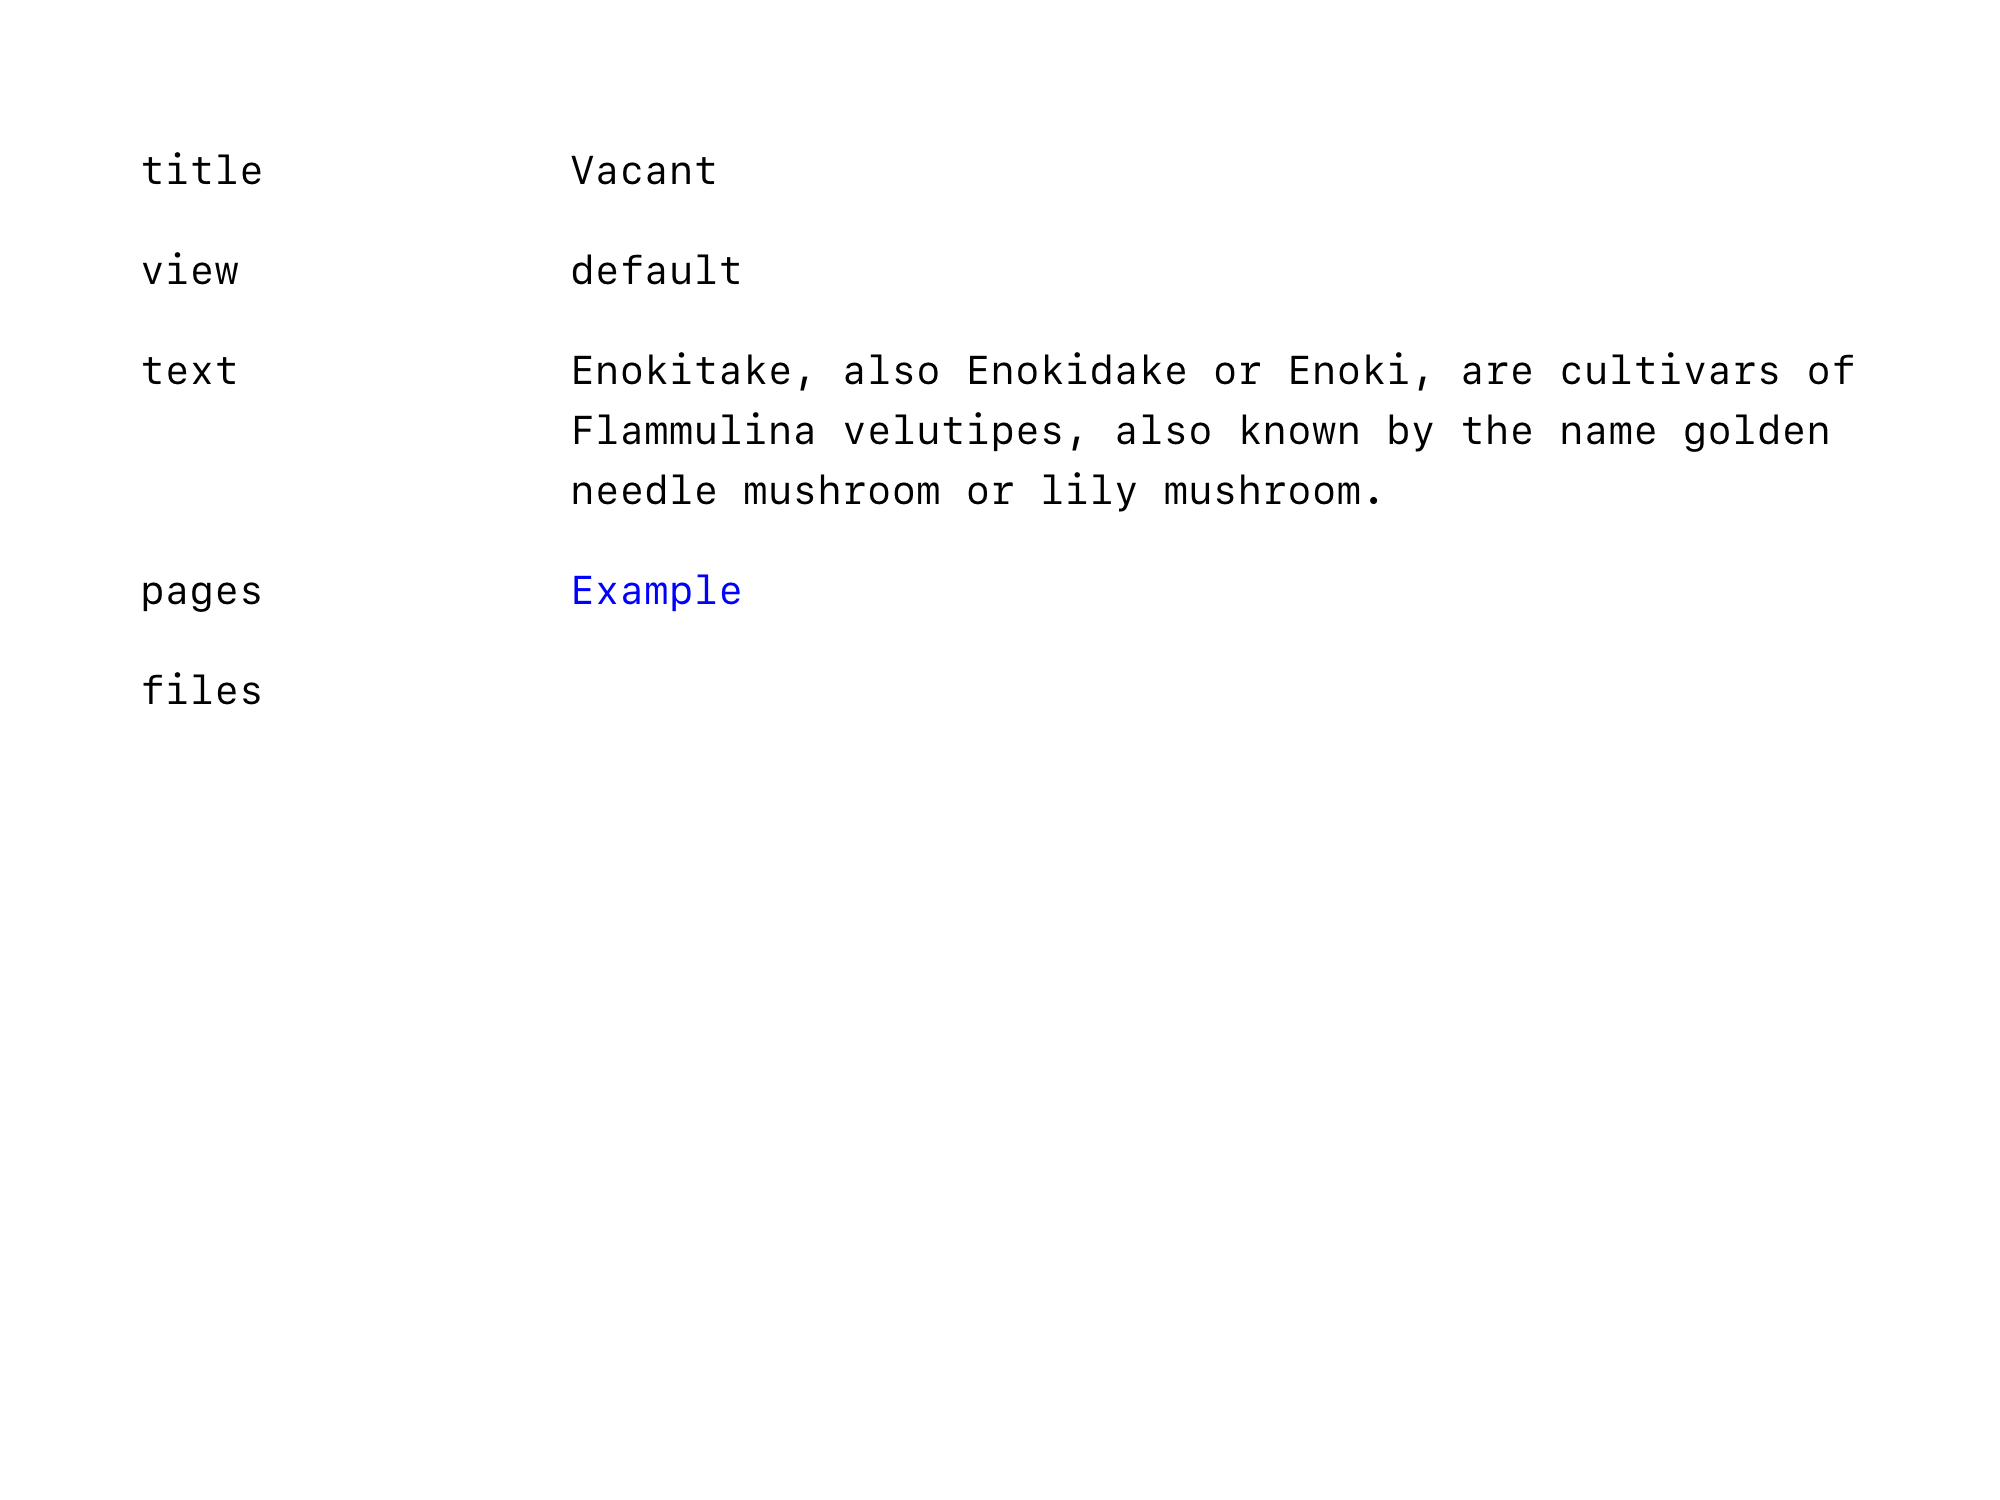 title Vacant
view default
text Enokitake, also Enokidake or Enoki, are cultivars of
Flammulina velutipes, also known by the name golden
needle mushroom or lily mushroom.
pages Example
files